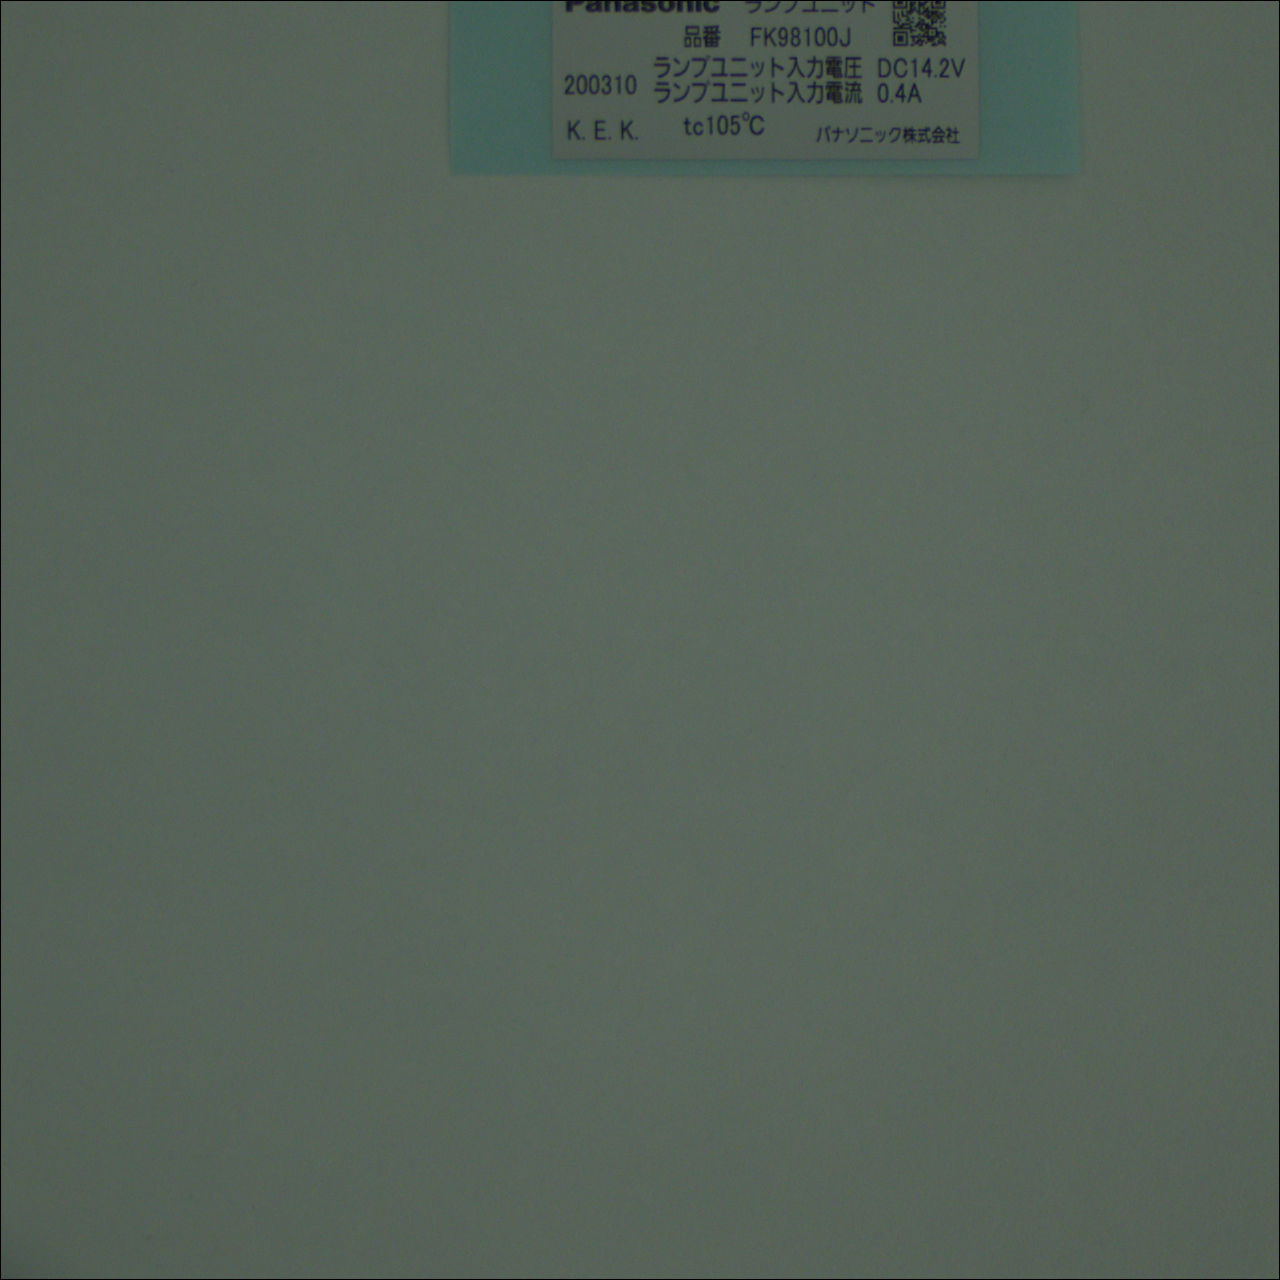 Panasonic ランプユニット
品番 FK98100J
ランプユニット入力電圧 DC14.2V
200310 ランプユニット入力電流 0.4A
K. E. K. tc105℃ パナソニック株式会社